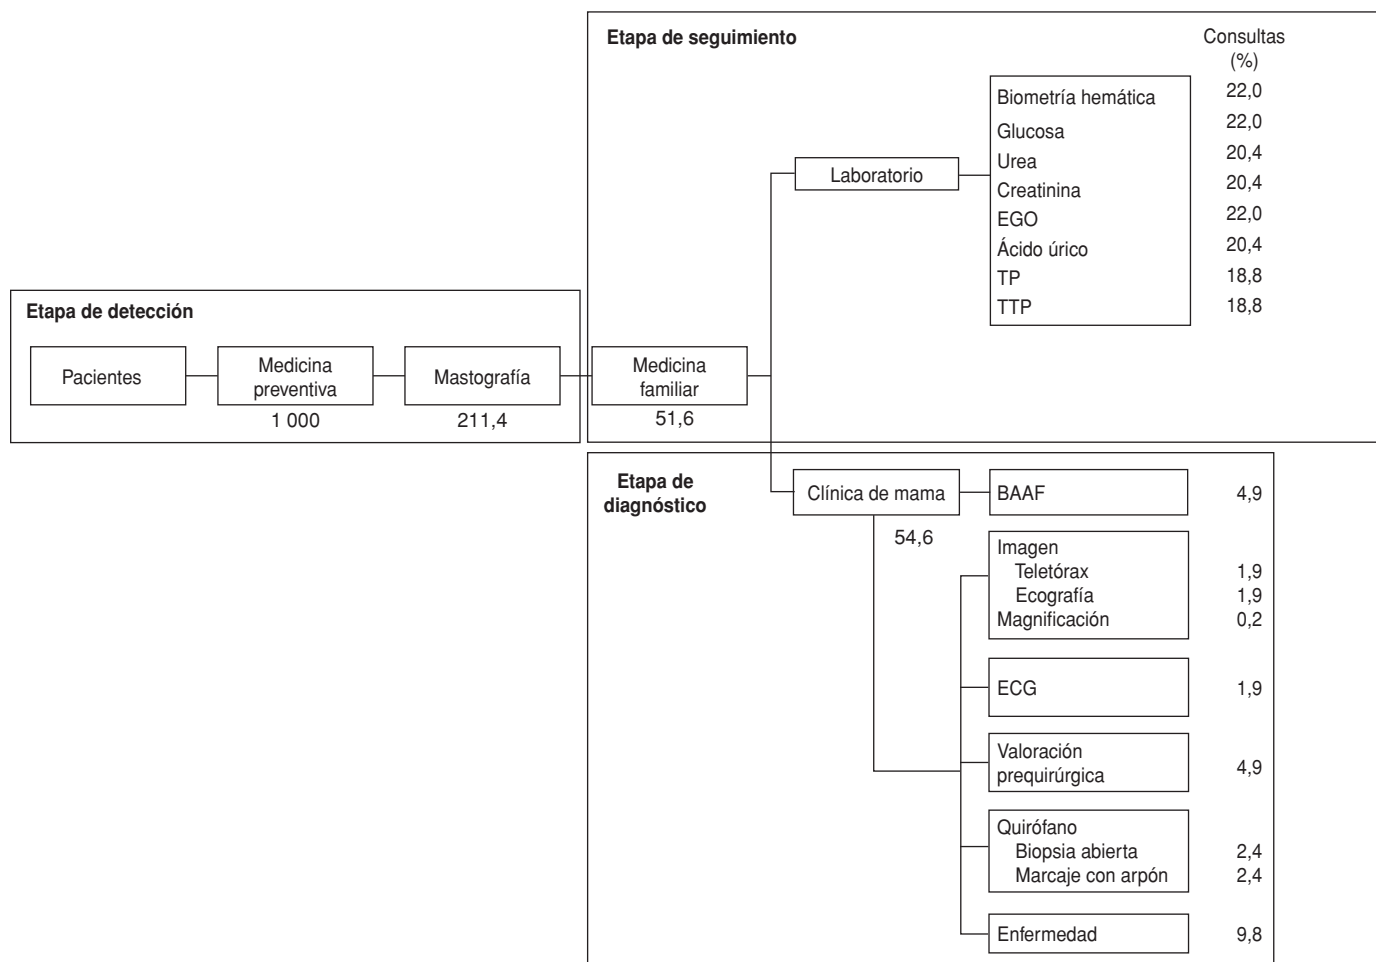 Etapa de seguimiento
Consultas
(%)
Biometría hemática 22,0
Glucosa 22,0
Urea 20,4
Laboratorio
Creatinina 20,4
EGO 22,0
Ácido úrico 20,4
TP 18,8
TTP 18,8
Etapa de detección
Pacientes
Medicina
preventiva
1 000
Mastografía
211,4
Medicina
familiar
51,6
Etapa de
diagnóstico
Clínica de mama
54,6
BAAF 4,9
Imagen
Teletórax 1,9
Ecografía 1,9
Magnificación 0,2
ECG 1,9
Valoración
prequirúrgica 4,9
Quirófano
Biopsia abierta 2,4
Marcaje con arpón 2,4
Enfermedad 9,8